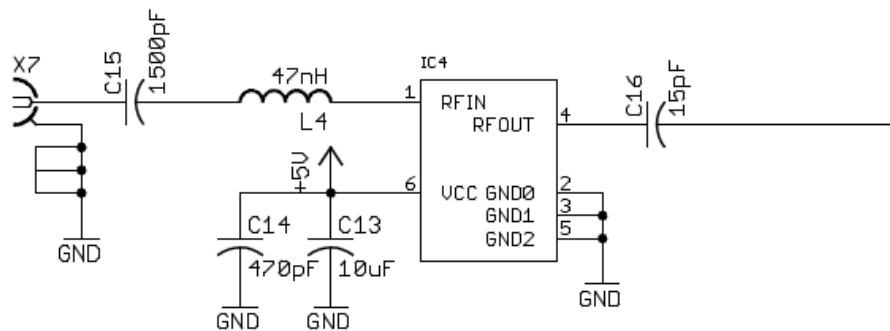 X7
C15
1500pF
47nH
L4
IC4
1
RFIN
RFOUT
4
C16
15pF
+5V
6
VCC
GND0
2
GND1
3
GND2
5
C14
470pF
C13
10uF
GND
GND
GND
GND